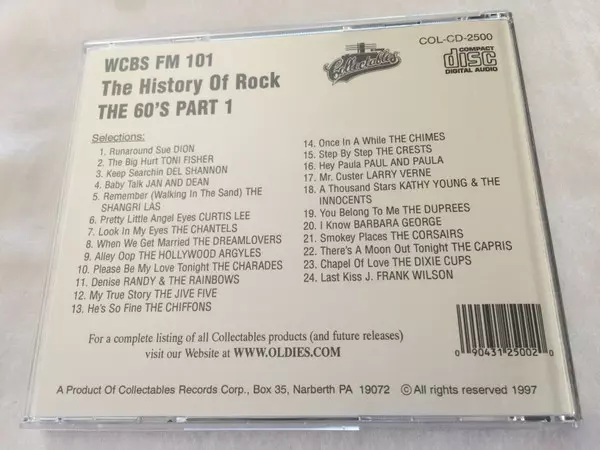 WCBS FM 101
The History Of Rock
THE 60'S PART 1
Collectables
COL-CD-2500
COMPACT
disc
DIGITAL AUDIO
Selections:
1. Runaround Sue DION
2. The Big Hurt TONI FISHER
3. Keep Searchin DEL SHANNON
4. Baby Talk JAN AND DEAN
5. Remember (Walking In The Sand) THE
SHANGRI LAS
6. Pretty Little Angel Eyes CURTIS LEE
7. Look In My Eyes THE CHANTELS
8. When We Get Married THE DREAMLOVERS
9. Alley Oop THE HOLLYWOOD ARGYLES
10. Please Be My Love Tonight THE CHARADES
11. Denise RANDY & THE RAINBOWS
12. My True Story THE JIVE FIVE
13. He's So Fine THE CHIFFONS
14. Once In A While THE CHIMES
15. Step By Step THE CRESTS
16. Hey Paula PAUL AND PAULA
17. Mr. Custer LARRY VERNE
18. A Thousand Stars KATHY YOUNG & THE
INNOCENTS
19. You Belong To Me THE DUPREES
20. I Know BARBARA GEORGE
21. Smokey Places THE CORSAIRS
22. There's A Moon Out Tonight THE CAPRIS
23. Chapel Of Love THE DIXIE CUPS
24. Last Kiss J. FRANK WILSON
For a complete listing of all Collectables products (and future releases)
visit our Website at WWW.OLDIES.COM
0 90431 25002 0
A Product Of Collectables Records Corp., Box 35, Narberth PA 19072 ©All rights reserved 1997